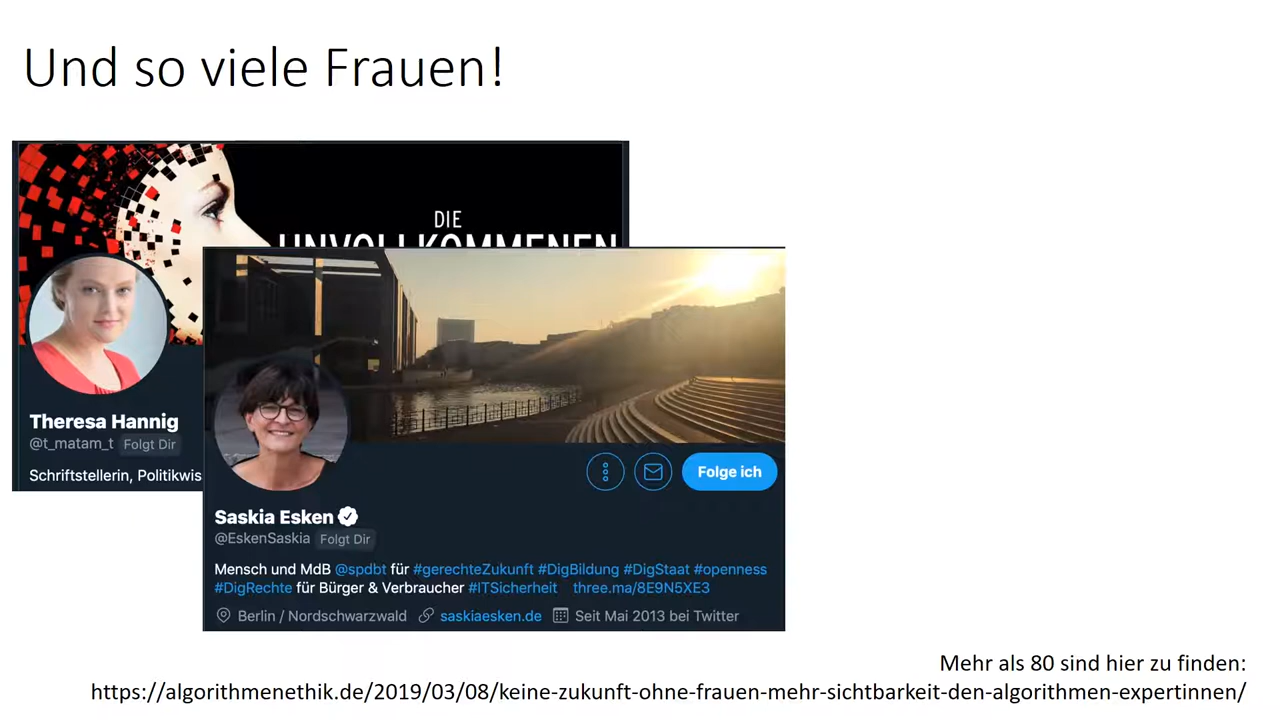 Und so viele Frauen!
DIE
UNVOLLKOMMENEN
Theresa Hannig
@t_matam_t Folgt Dir
Schriftstellerin, Politikwis
Folge ich
Saskia Esken
@EskenSaskia Folgt Dir
Mensch und MdB @spdbt für #gerechteZukunft #DigBildung #DigStaat #openness
#DigRechte für Bürger & Verbraucher #ITSicherheit three.ma/8E9N5XE3
Berlin / Nordschwarzwald saskiaesken.de Seit Mai 2013 bei Twitter
Mehr als 80 sind hier zu finden:
https://algorithmenethik.de/2019/03/08/keine-zukunft-ohne-frauen-mehr-sichtbarkeit-den-algorithmen-expertinnen/